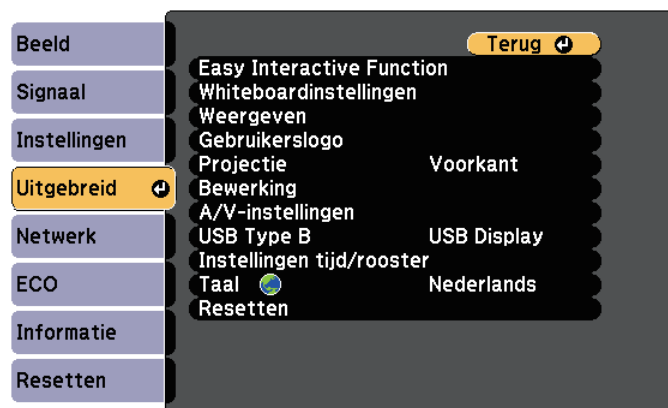 Beeld
Signaal
Instellingen
Uitgebreid
Netwerk
ECO
Informatie
Resetten
Terug
Easy Interactive Function
Whiteboardinstellingen
Weergeven
Gebruikerslogo
Projectie Voorkant
Bewerking
A/V-instellingen
USB Type B USB Display
Instellingen tijd/rooster
Taal Nederlands
Resetten